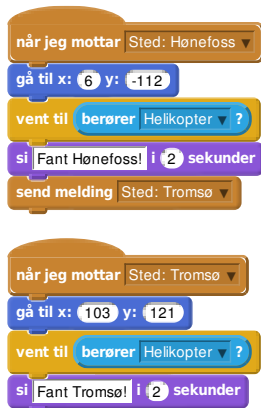 når jeg mottar Sted: Hønefoss
gå til x: 6 y: -112
vent til berører Helikopter ?
si Fant Hønefoss! i 2 sekunder
send melding Sted: Tromsø
når jeg mottar Sted: Tromsø
gå til x: 103 y: 121
vent til berører Helikopter ?
si Fant Tromsø! i 2 sekunder